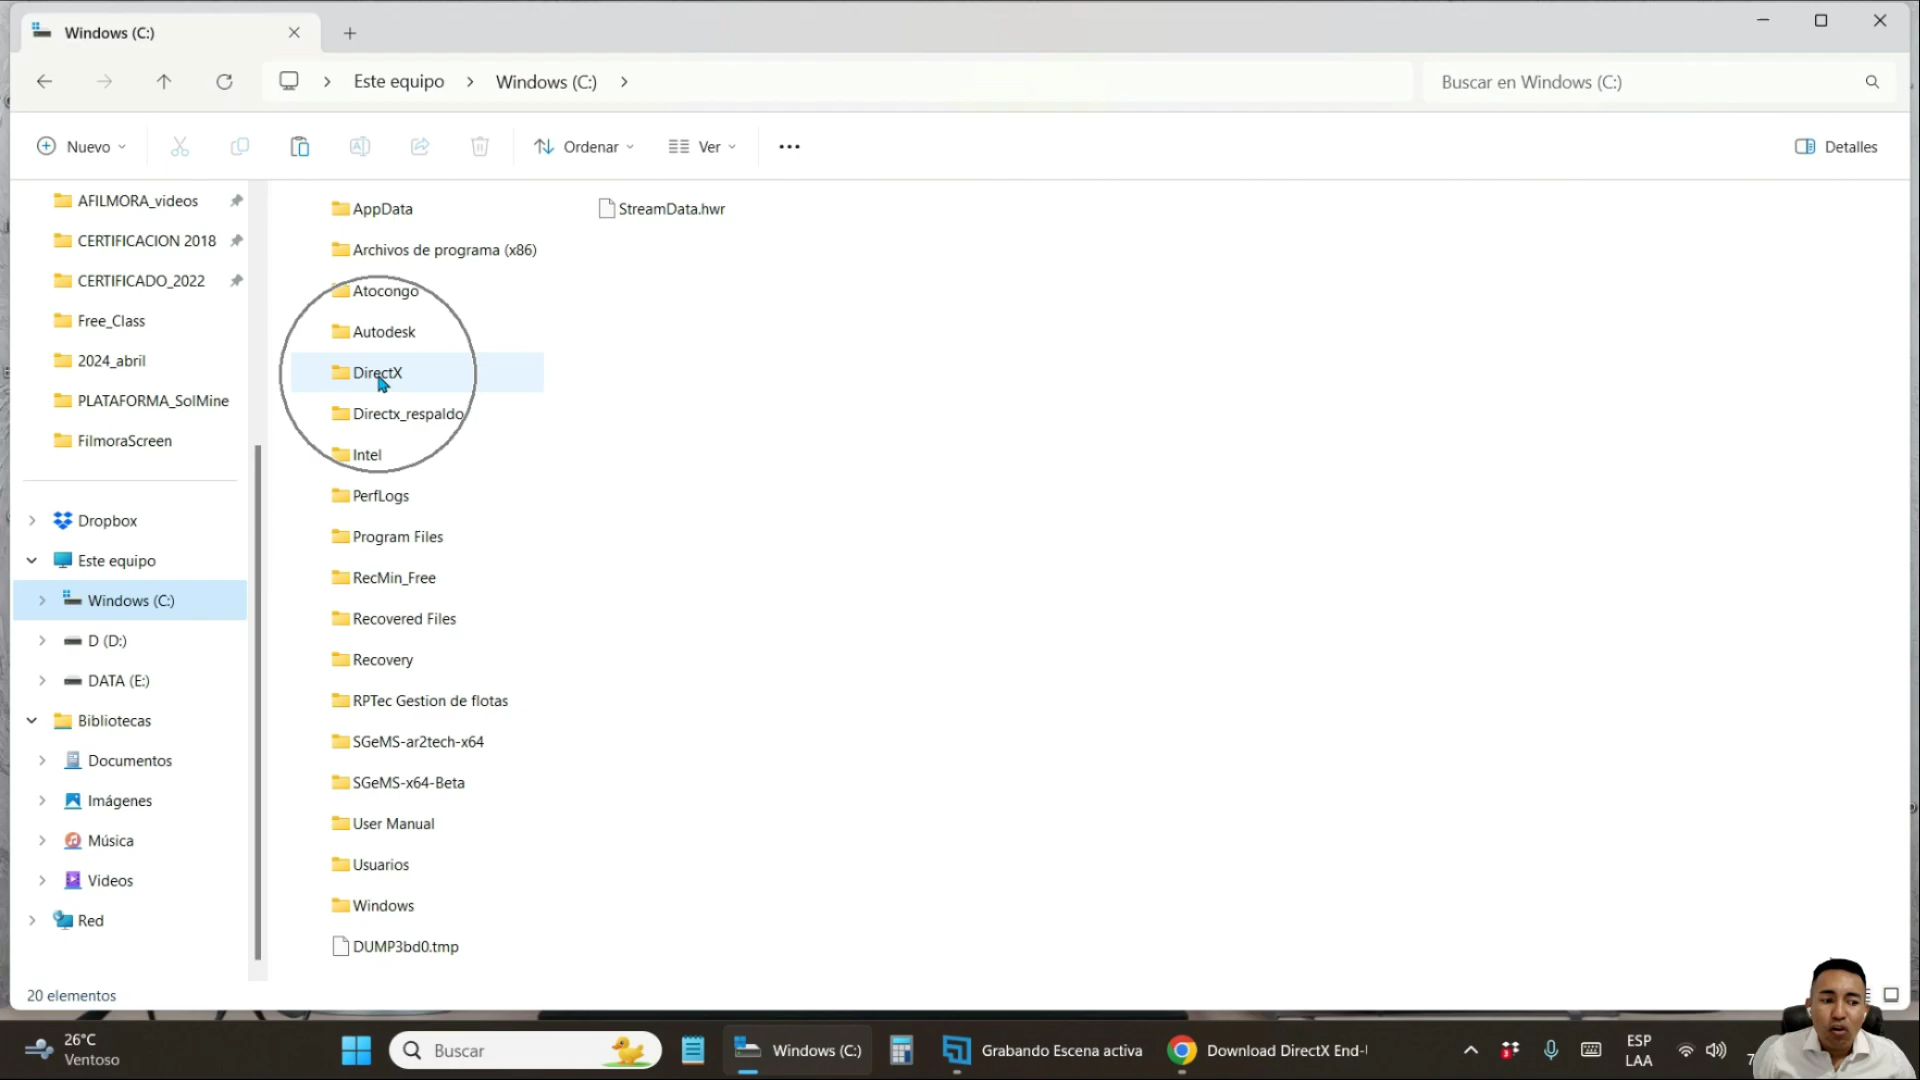 Windows (C:)
Este equipo
Windows (C:)
Buscar en Windows (C:)
Nuevo
Ordenar
Ver
Detalles
AFILMORA_videos
CERTIFICACION 2018
CERTIFICADO_2022
Free_Class
2024_abril
PLATAFORMA_SolMine
FilmoraScreen
Dropbox
Este equipo
Windows (C:)
D (D:)
DATA (E:)
Bibliotecas
Documentos
Imágenes
Música
Videos
Red
AppData
Archivos de programa (x86)
Atocongo
Autodesk
DirectX
Directx_respaldo
Intel
PerfLogs
Program Files
RecMin_Free
Recovered Files
Recovery
RPTec Gestion de flotas
SGeMS-ar2tech-x64
SGeMS-x64-Beta
User Manual
Usuarios
Windows
DUMP3bd0.tmp
StreamData.hwr
20 elementos
26°C
Ventoso
Buscar
Windows (C:)
Grabando Escena activa
Download DirectX End-
ESP
LAA